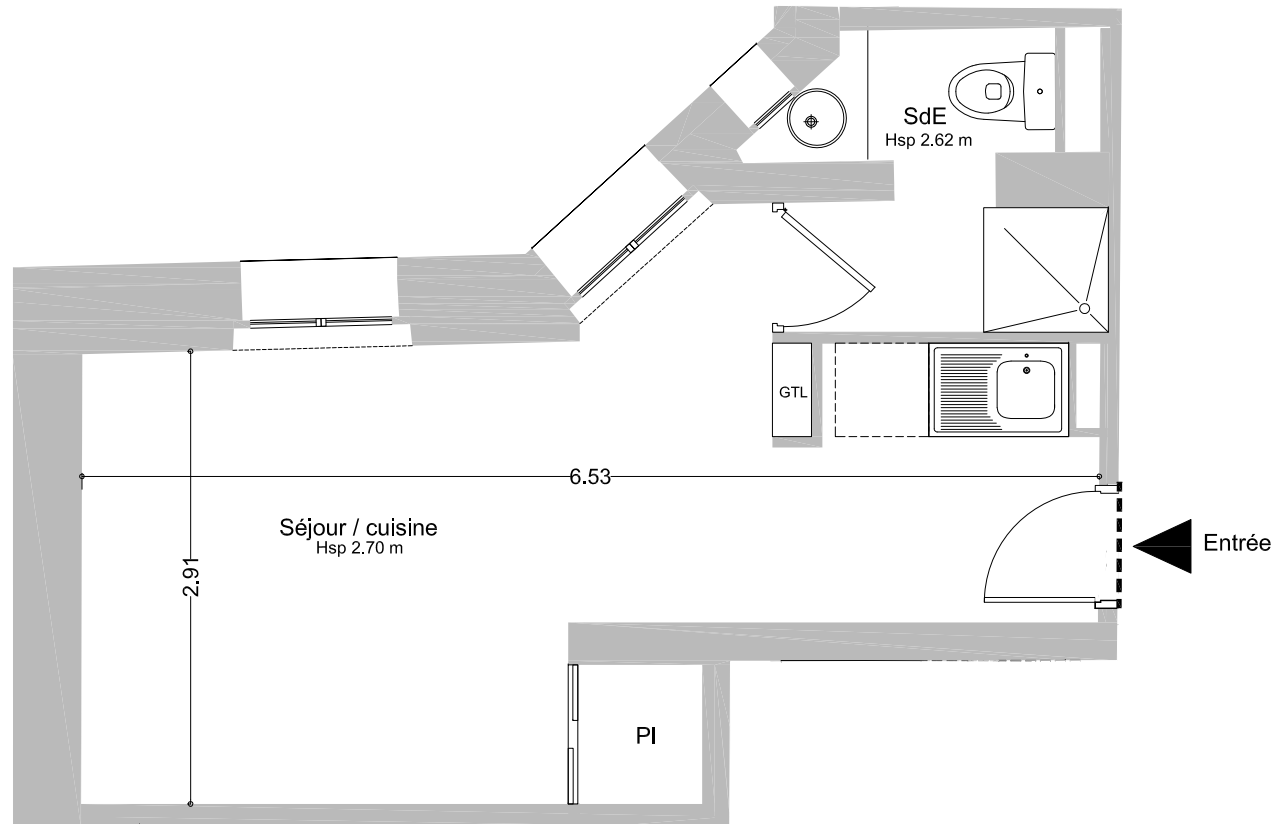 SdE
Hsp 2.62 m
GTL
6.53
Séjour / cuisine
Hsp 2.70 m
Entrée
2.91
Pl